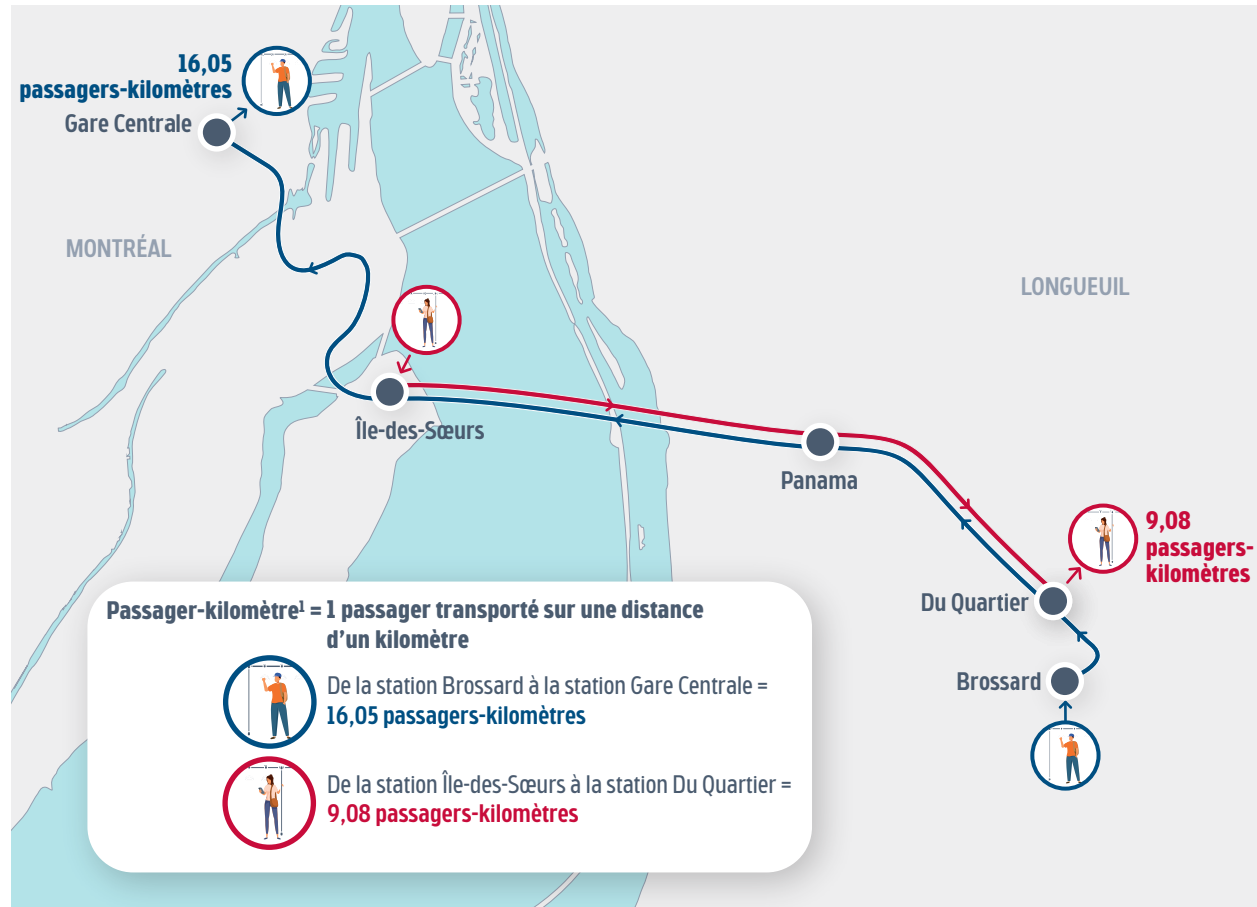 16,05
passagers-kilomètres
Gare Centrale
MONTRÉAL
LONGUEUIL
Île-des-Sœurs
Panama
9,08
passagers-
kilomètres
Du Quartier
Brossard
Passager-kilomètre¹ = 1 passager transporté sur une distance
d’un kilomètre
De la station Brossard à la station Gare Centrale =
16,05 passagers-kilomètres
De la station Île-des-Sœurs à la station Du Quartier =
9,08 passagers-kilomètres